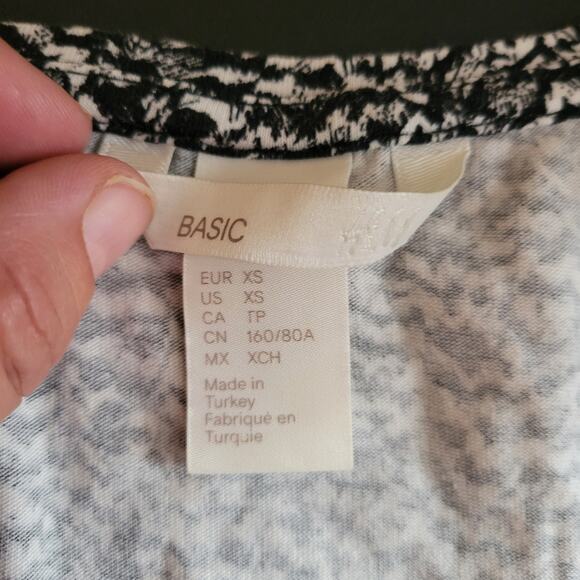 BASIC
EUR XS
US XS
CA TP
CN 160/80A
MX XCH
Made in
Turkey
Fabriqué en
Turquie